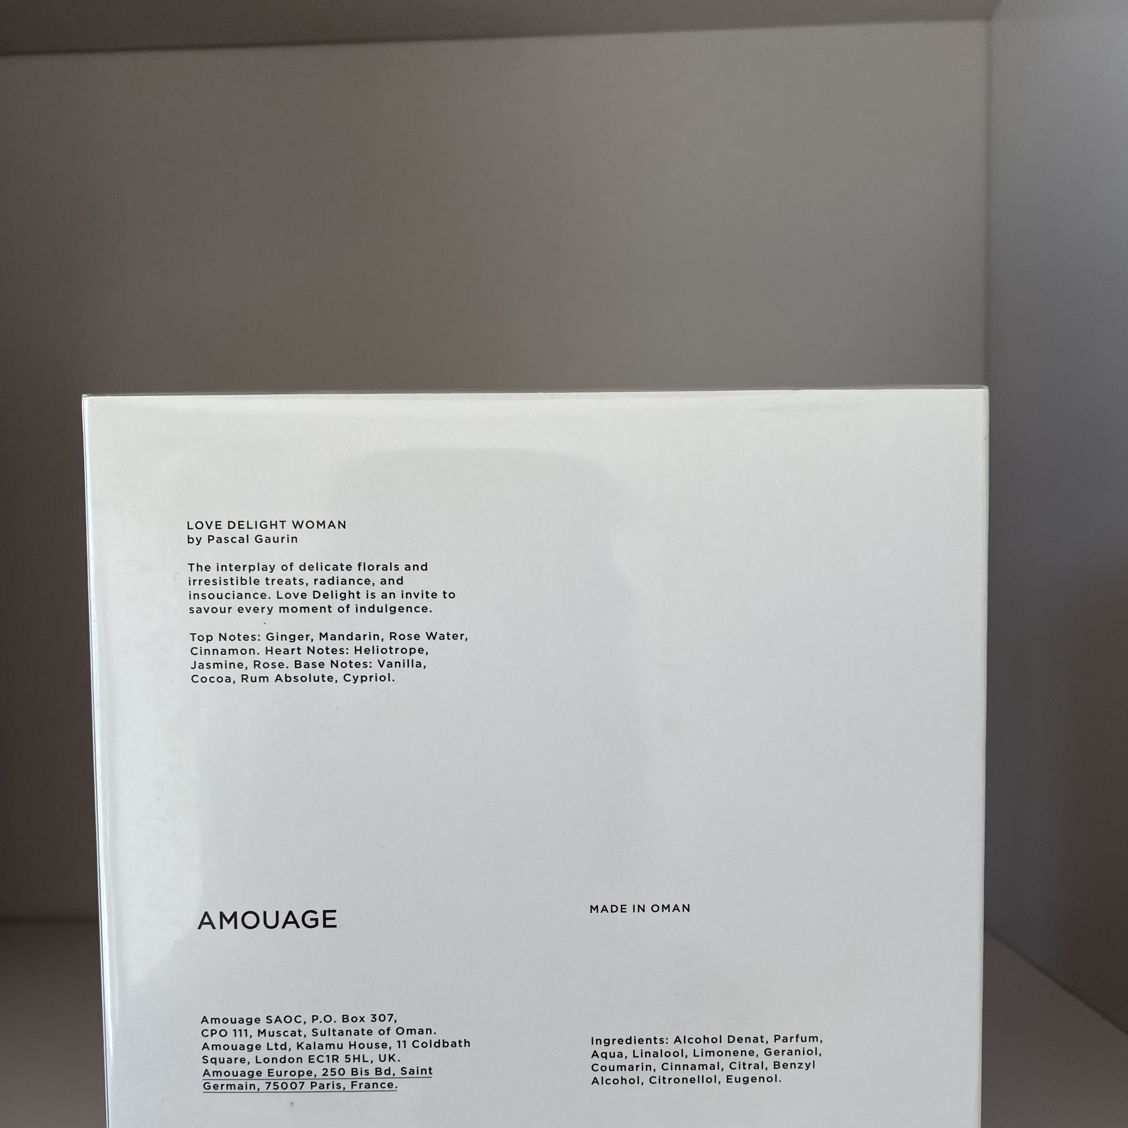 LOVE DELIGHT WOMAN
by Pascal Gaurin
The interplay of delicate florals and
irresistible treats, radiance, and
insouciance. Love Delight is an invite to
savour every moment of indulgence.
Top Notes: Ginger, Mandarin, Rose Water,
Cinnamon. Heart Notes: Heliotrope,
Jasmine, Rose. Base Notes: Vanilla,
Cocoa, Rum Absolute, Cypriol.
AMOUAGE
MADE IN OMAN
Amouage SAOC, P.O. Box 307,
CPO 111, Muscat, Sultanate of Oman.
Amouage Ltd, Kalamu House, 11 Coldbath
Square, London EC1R 5HL, UK.
Amouage Europe, 250 Bis Bd, Saint
Germain, 75007 Paris, France.
Ingredients: Alcohol Denat, Parfum,
Aqua, Linalool, Limonene, Geraniol,
Coumarin, Cinnamal, Citral, Benzyl
Alcohol, Citronellol, Eugenol.